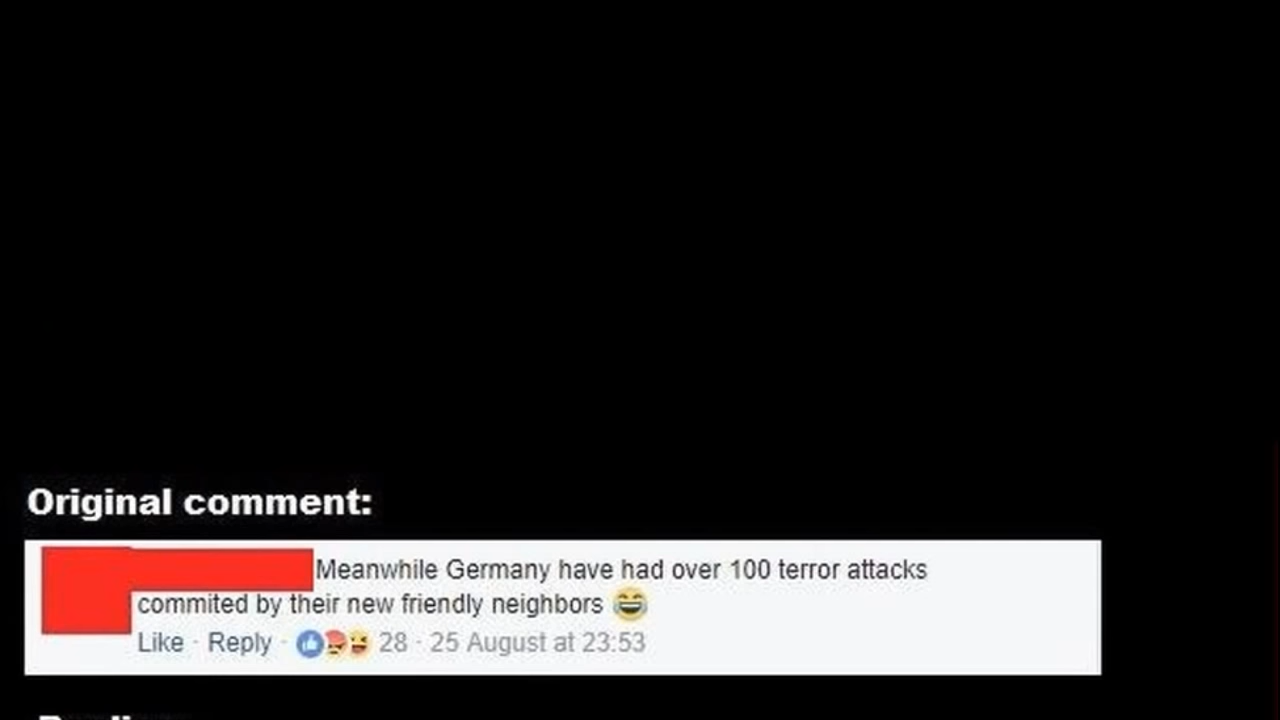 Original comment:
Meanwhile Germany have had over 100 terror attacks
commited by their new friendly neighbors 😂
Like · Reply · 28 · 25 August at 23:53